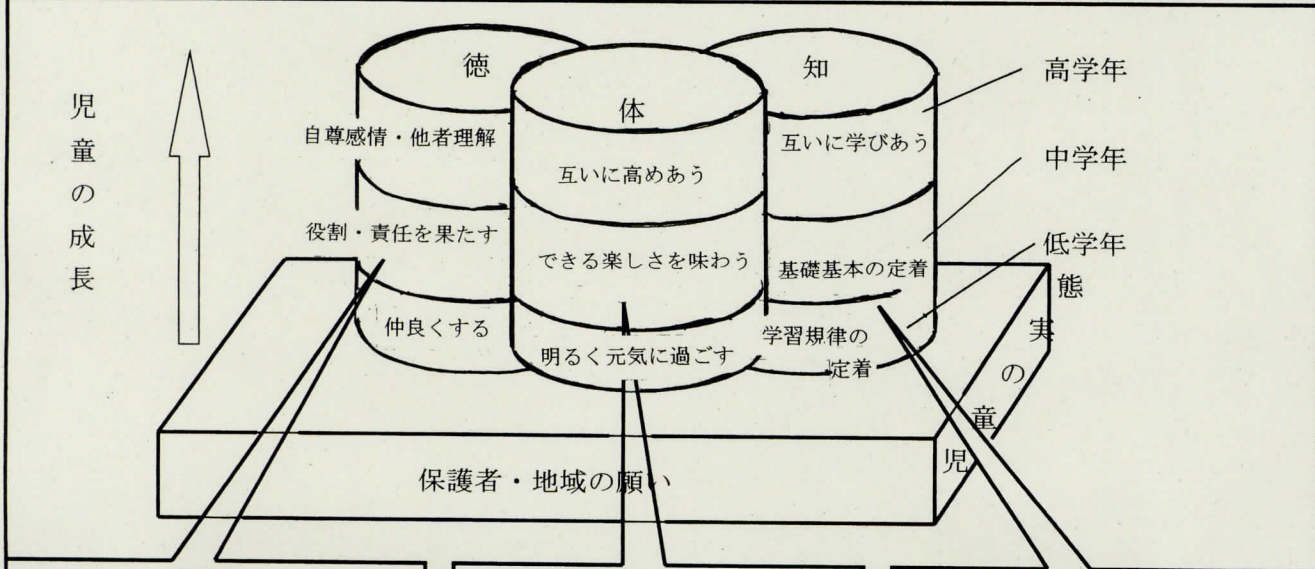 児童の成長
徳
体
知
高学年
中学年
低学年
自尊感情・他者理解
互いに高めあう
互いに学びあう
役割・責任を果たす
できる楽しさを味わう
基礎基本の定着
仲良くする
明るく元気に過ごす
学習規律の
定着
保護者・地域の願い
児童の実態